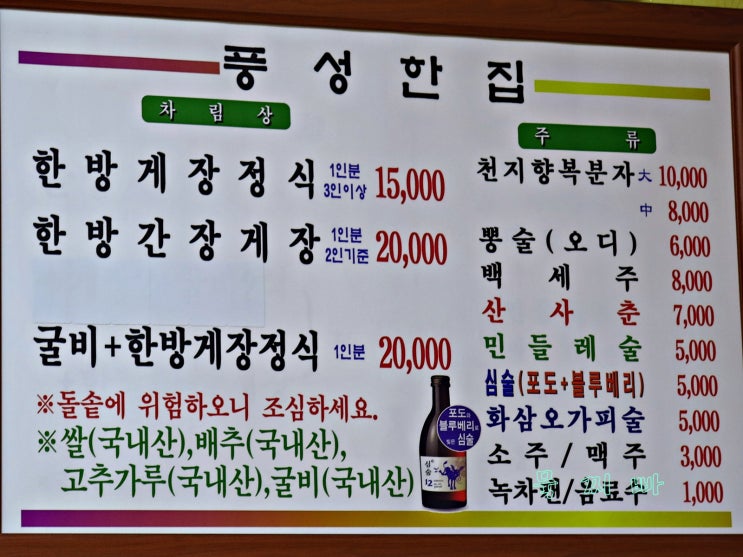 풍성한집
차림상
한방게장정식 1인분 3인이상 15,000
한방간장게장 1인분 2인기준 20,000
굴비+한방게장정식 1인분 20,000
※돌솥에 위험하오니 조심하세요.
※쌀(국내산),배추(국내산),
고추가루(국내산),굴비(국내산)
포도와
블루베리로
빚은
심술
심술
12
주류
천지향복분자 大 10,000
中 8,000
뽕술(오디) 6,000
백세주 8,000
산사춘 7,000
민들레술 5,000
심술(포도+블루베리) 5,000
화삼오가피술 5,000
소주/맥주 3,000
녹차원/음료수 1,000